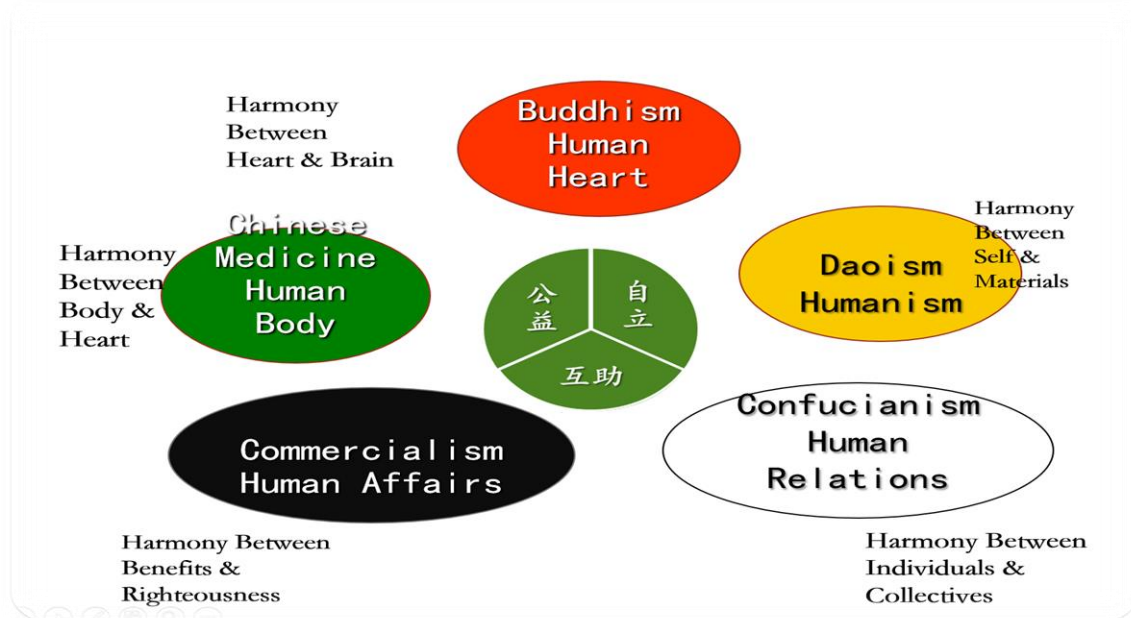 Harmony
Between
Heart & Brain
Buddhism
Human
Heart
Harmony
Between
Body &
Heart
Chinese
Medicine
Human
Body
公
益
自
立
互助
Daoism
Humanism
Harmony
Between
Self &
Materials
Commercialism
Human Affairs
Confucianism
Human
Relations
Harmony Between
Benefits &
Righteousness
Harmony Between
Individuals &
Collectives